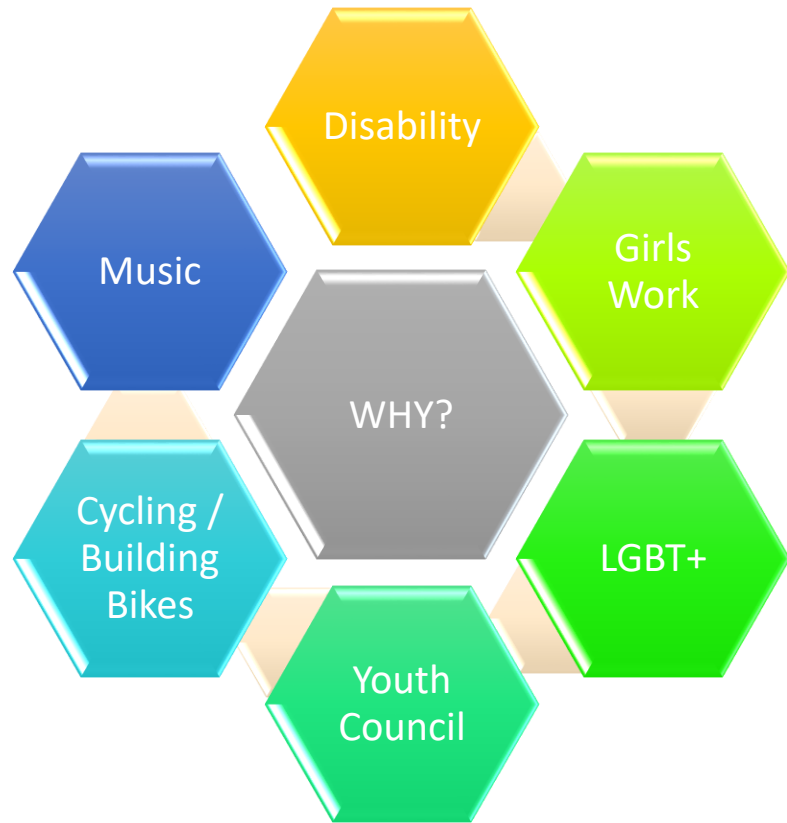 Disability
Girls
Work
LGBT+
Youth
Council
Cycling /
Building
Bikes
Music
WHY?